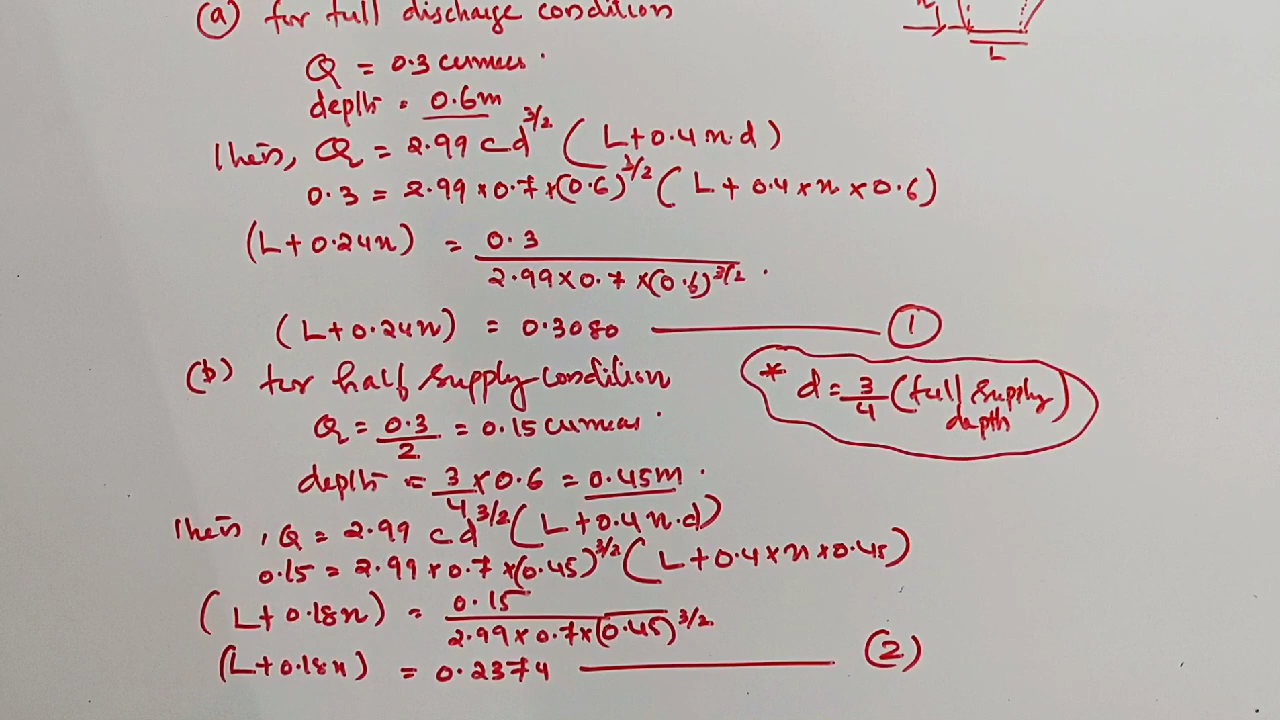 (a) for full discharge condition
Q = 0.3 cumecs.
depth = 0.6m
Then, Q = 2.99 cd^3/2 (L+0.4 n.d)
0.3 = 2.99 x 0.7 x (0.6)^3/2 (L + 0.4 x n x 0.6)
(L+0.24n) = 0.3 / 2.99x0.7x(0.6)^3/2.
(L+0.24n) = 0.3080 ——— (1)
(b) for half supply condition
* d = 3/4 (full supply depth)
Q = 0.3/2 = 0.15 cumecs.
depth = 3/4 x 0.6 = 0.45m.
Then, Q = 2.99 cd^3/2 (L+0.4 n.d)
0.15 = 2.99 x 0.7 x (0.45)^3/2 (L+0.4 x n x 0.45)
(L+0.18n) = 0.15 / 2.99 x 0.7x(0.45)^3/2.
(L+0.18n) = 0.2374 ——— (2)
L